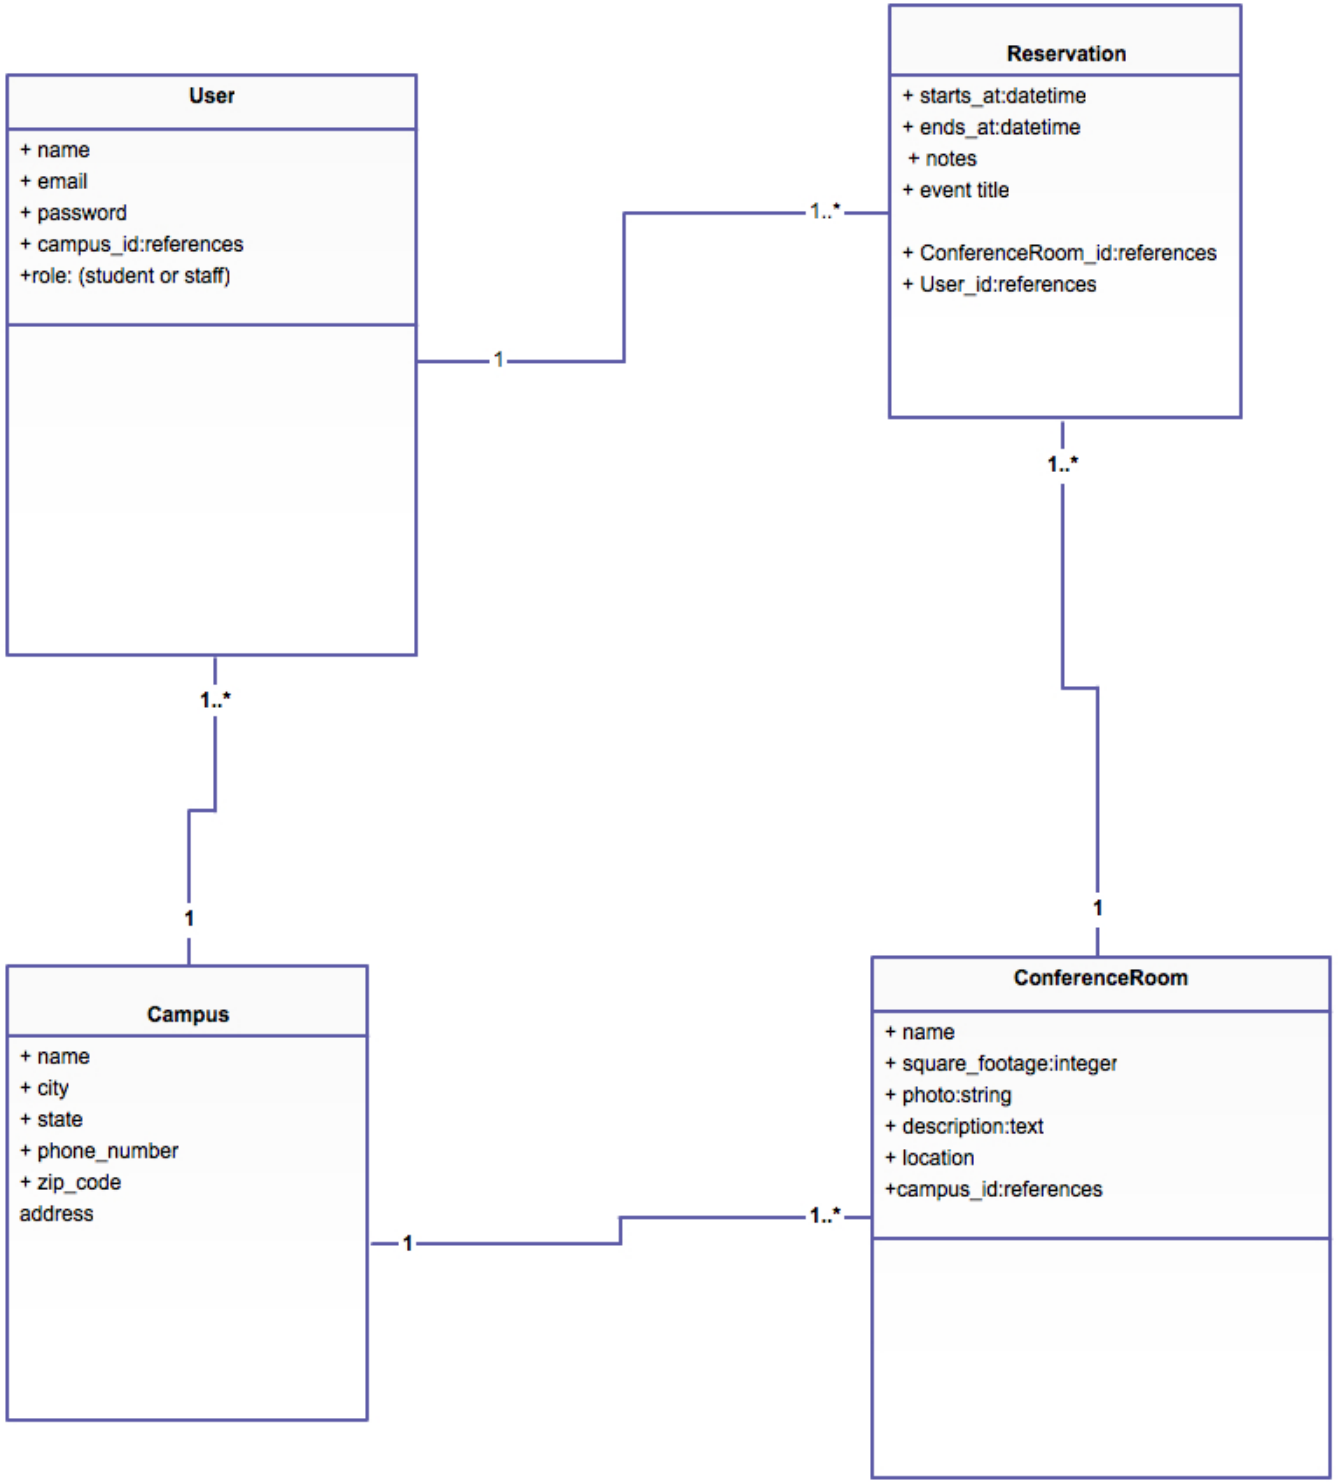 User
+ name
+ email
+ password
+ campus_id:references
+role: (student or staff)
Reservation
+ starts_at:datetime
+ ends_at:datetime
+ notes
+ event title
+ ConferenceRoom_id:references
+ User_id:references
1..*
1
1..*
1..*
1
1
Campus
+ name
+ city
+ state
+ phone_number
+ zip_code
address
ConferenceRoom
+ name
+ square_footage:integer
+ photo:string
+ description:text
+ location
+campus_id:references
1..*
1